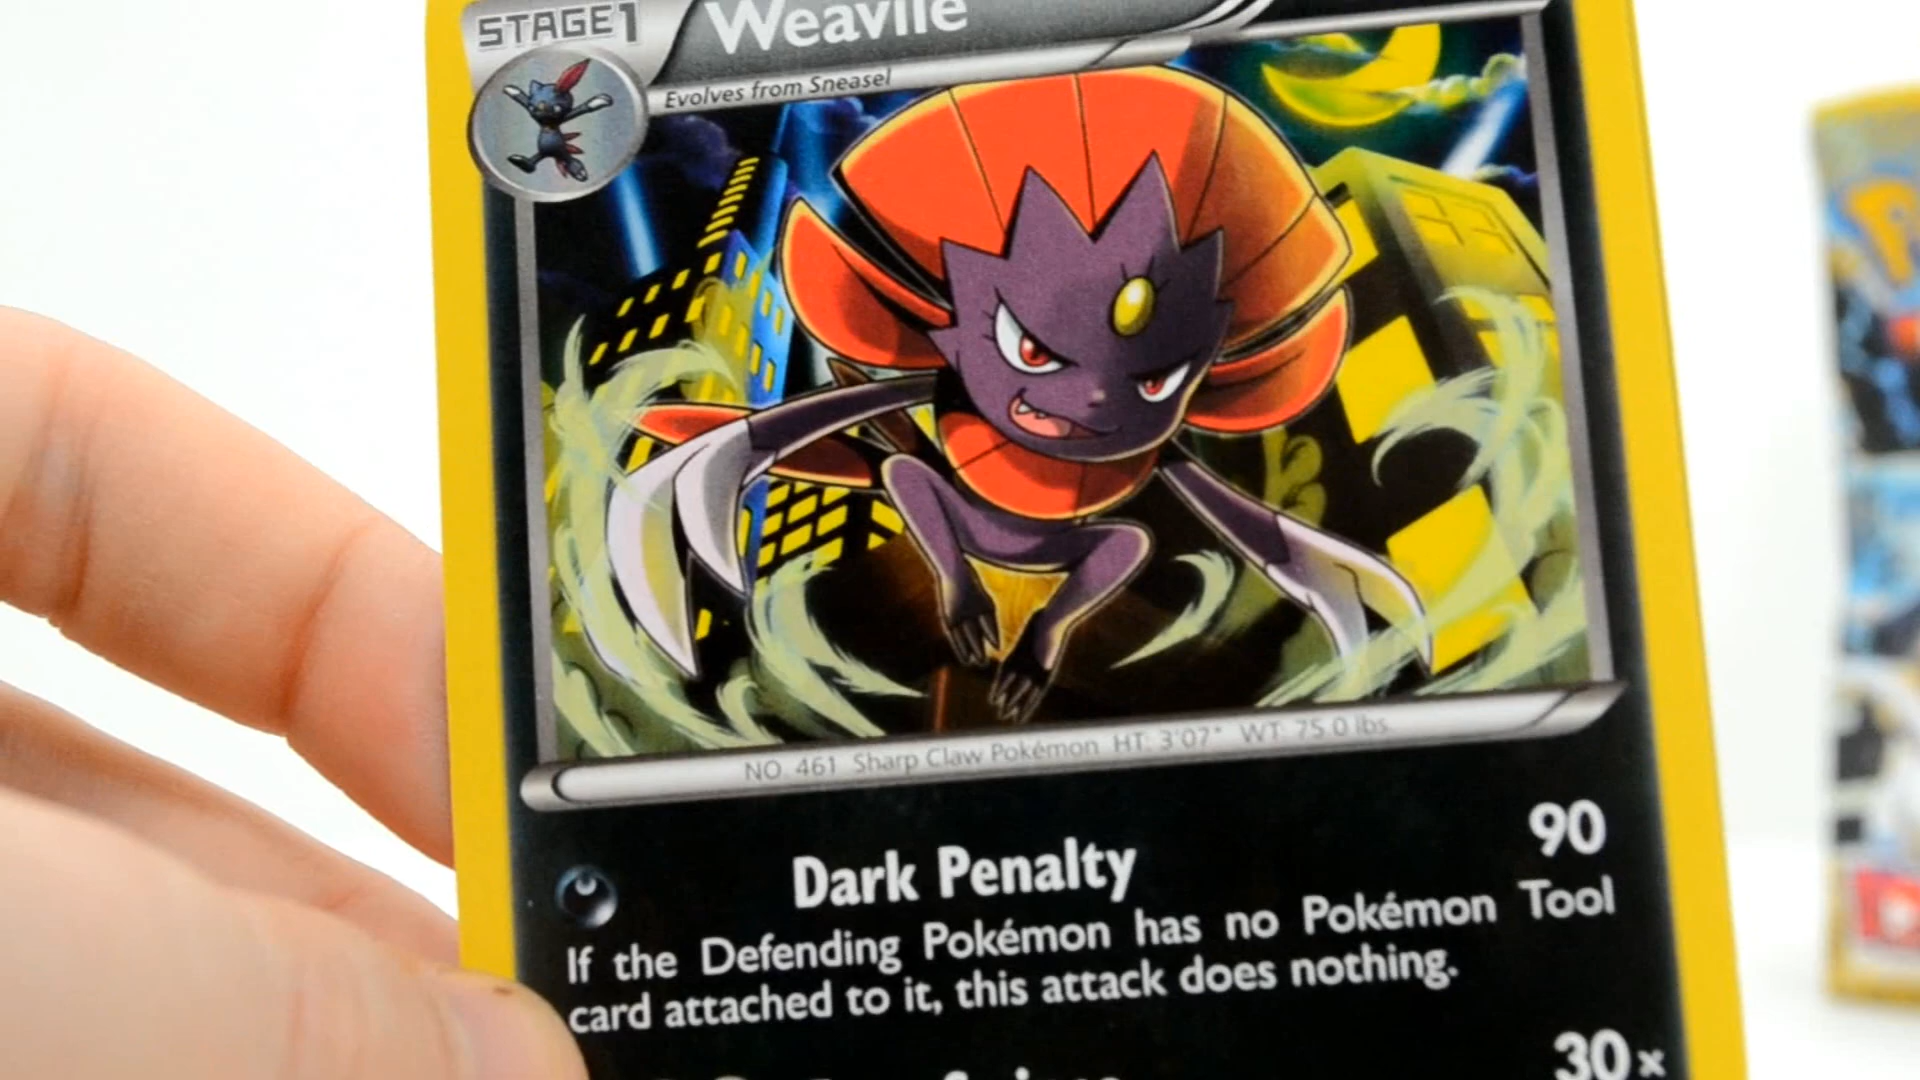 STAGE1
Weavile
Evolves from Sneasel
NO. 461 Sharp Claw Pokémon HT: 3'07" WT: 75.0 lbs.
Dark Penalty 90
If the Defending Pokémon has no Pokémon Tool
card attached to it, this attack does nothing.
30x